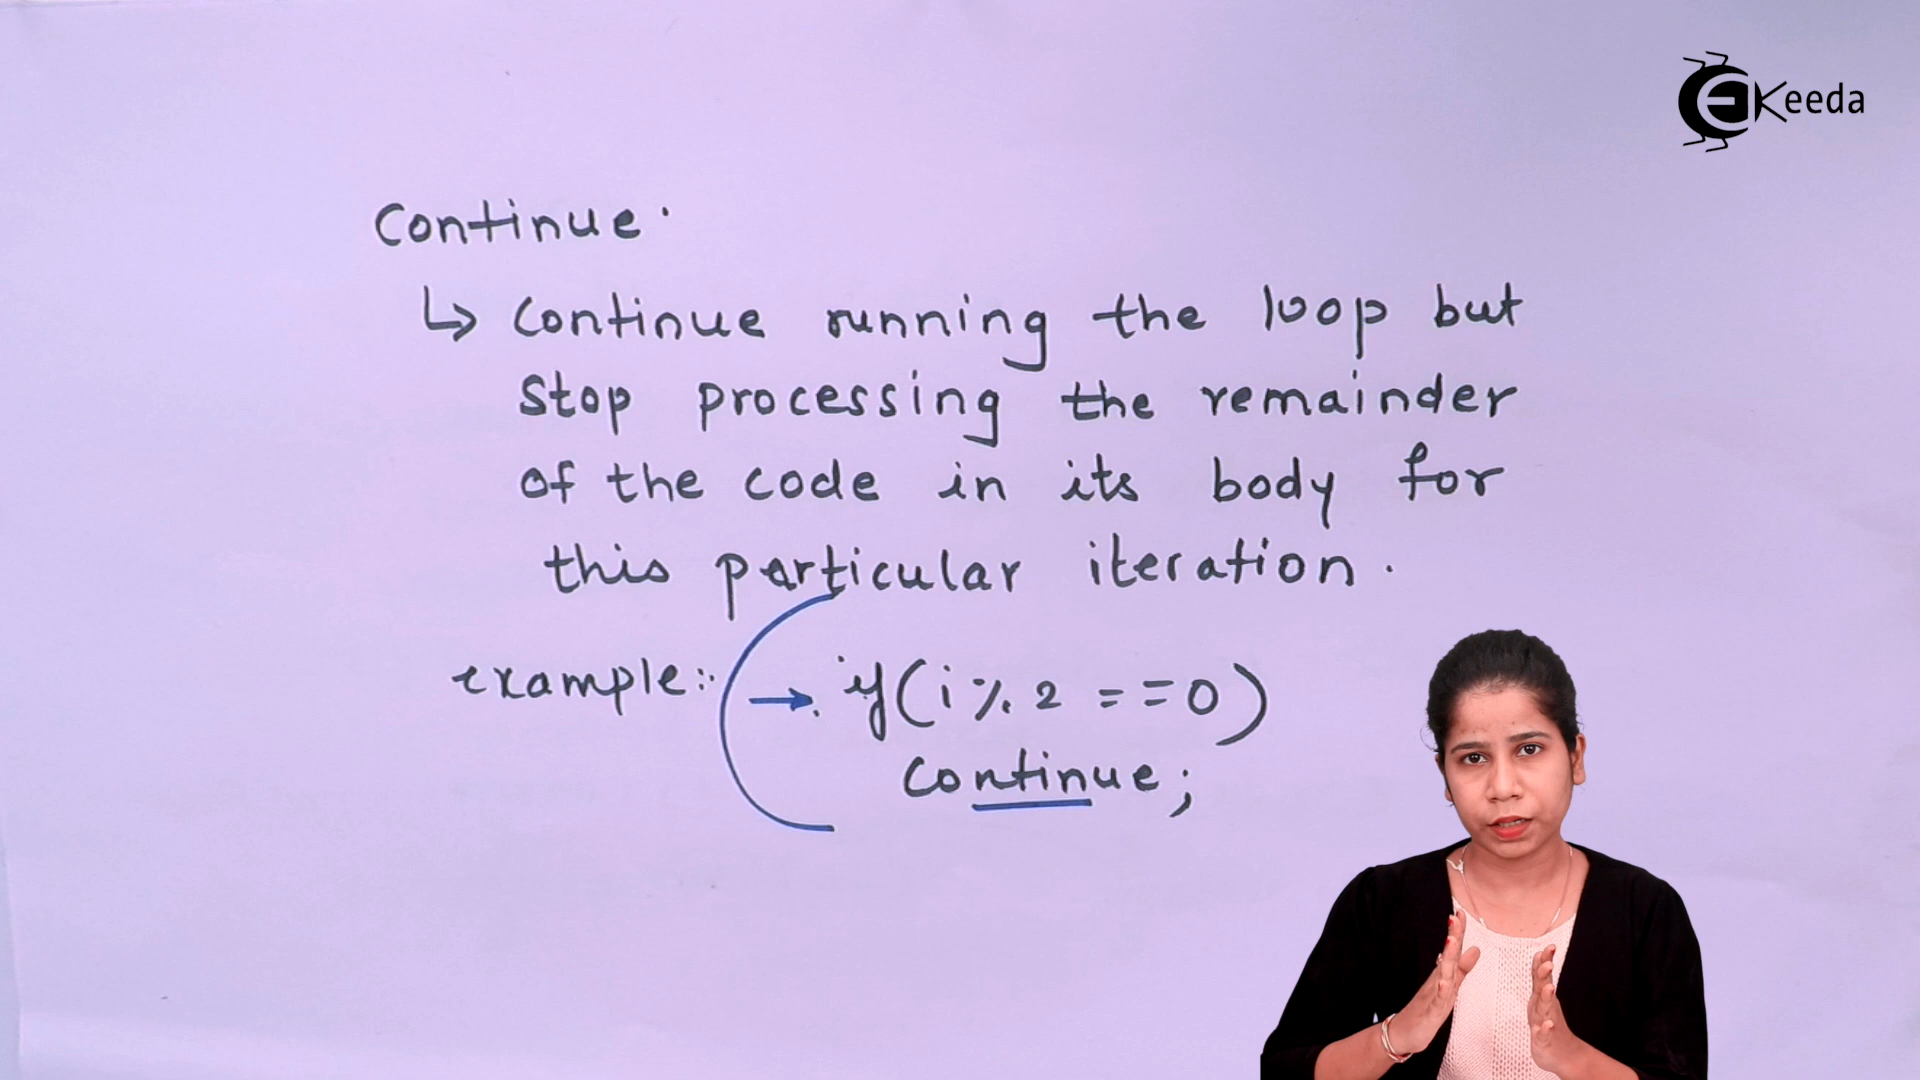 EKeeda
Continue.
↳ Continue running the loop but
stop processing the remainder
of the code in its body for
this particular iteration.
example:- → if(i % 2 == 0)
Continue;